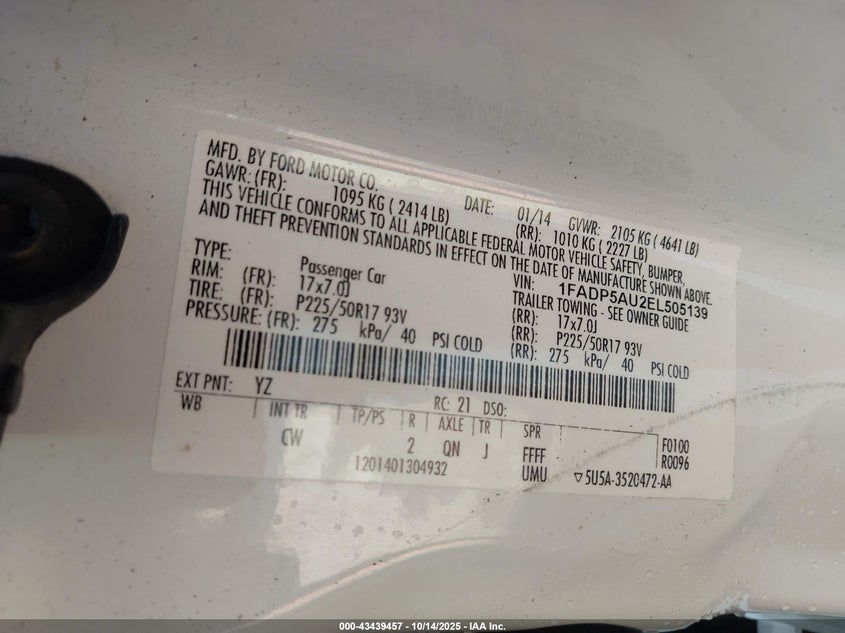 MFD. BY FORD MOTOR CO.
DATE: 01/14 GVWR: 2105 KG ( 4641 LB)
GAWR: (FR): 1095 KG ( 2414 LB) (RR): 1010 KG ( 2227 LB)
THIS VEHICLE CONFORMS TO ALL APPLICABLE FEDERAL MOTOR VEHICLE SAFETY, BUMPER,
AND THEFT PREVENTION STANDARDS IN EFFECT ON THE DATE OF MANUFACTURE SHOWN ABOVE.
VIN: 1FADP5AU2EL505139
TYPE: Passenger Car TRAILER TOWING - SEE OWNER GUIDE
RIM: (FR): 17x7.0J (RR): 17x7.0J
TIRE: (FR): P225/50R17 93V (RR): P225/50R17 93V
PRESSURE: (FR): 275 kPa/ 40 PSI COLD (RR): 275 kPa/ 40 PSI COLD
EXT PNT: YZ RC: 21 DSO:
WB INT TR TP/PS R AXLE TR SPR F0100
CW 2 QN J FFFF R0096
1201401304932 UMU ▽5U5A-3520472-AA
000-43439457 - 10/14/2025 - IAA Inc.